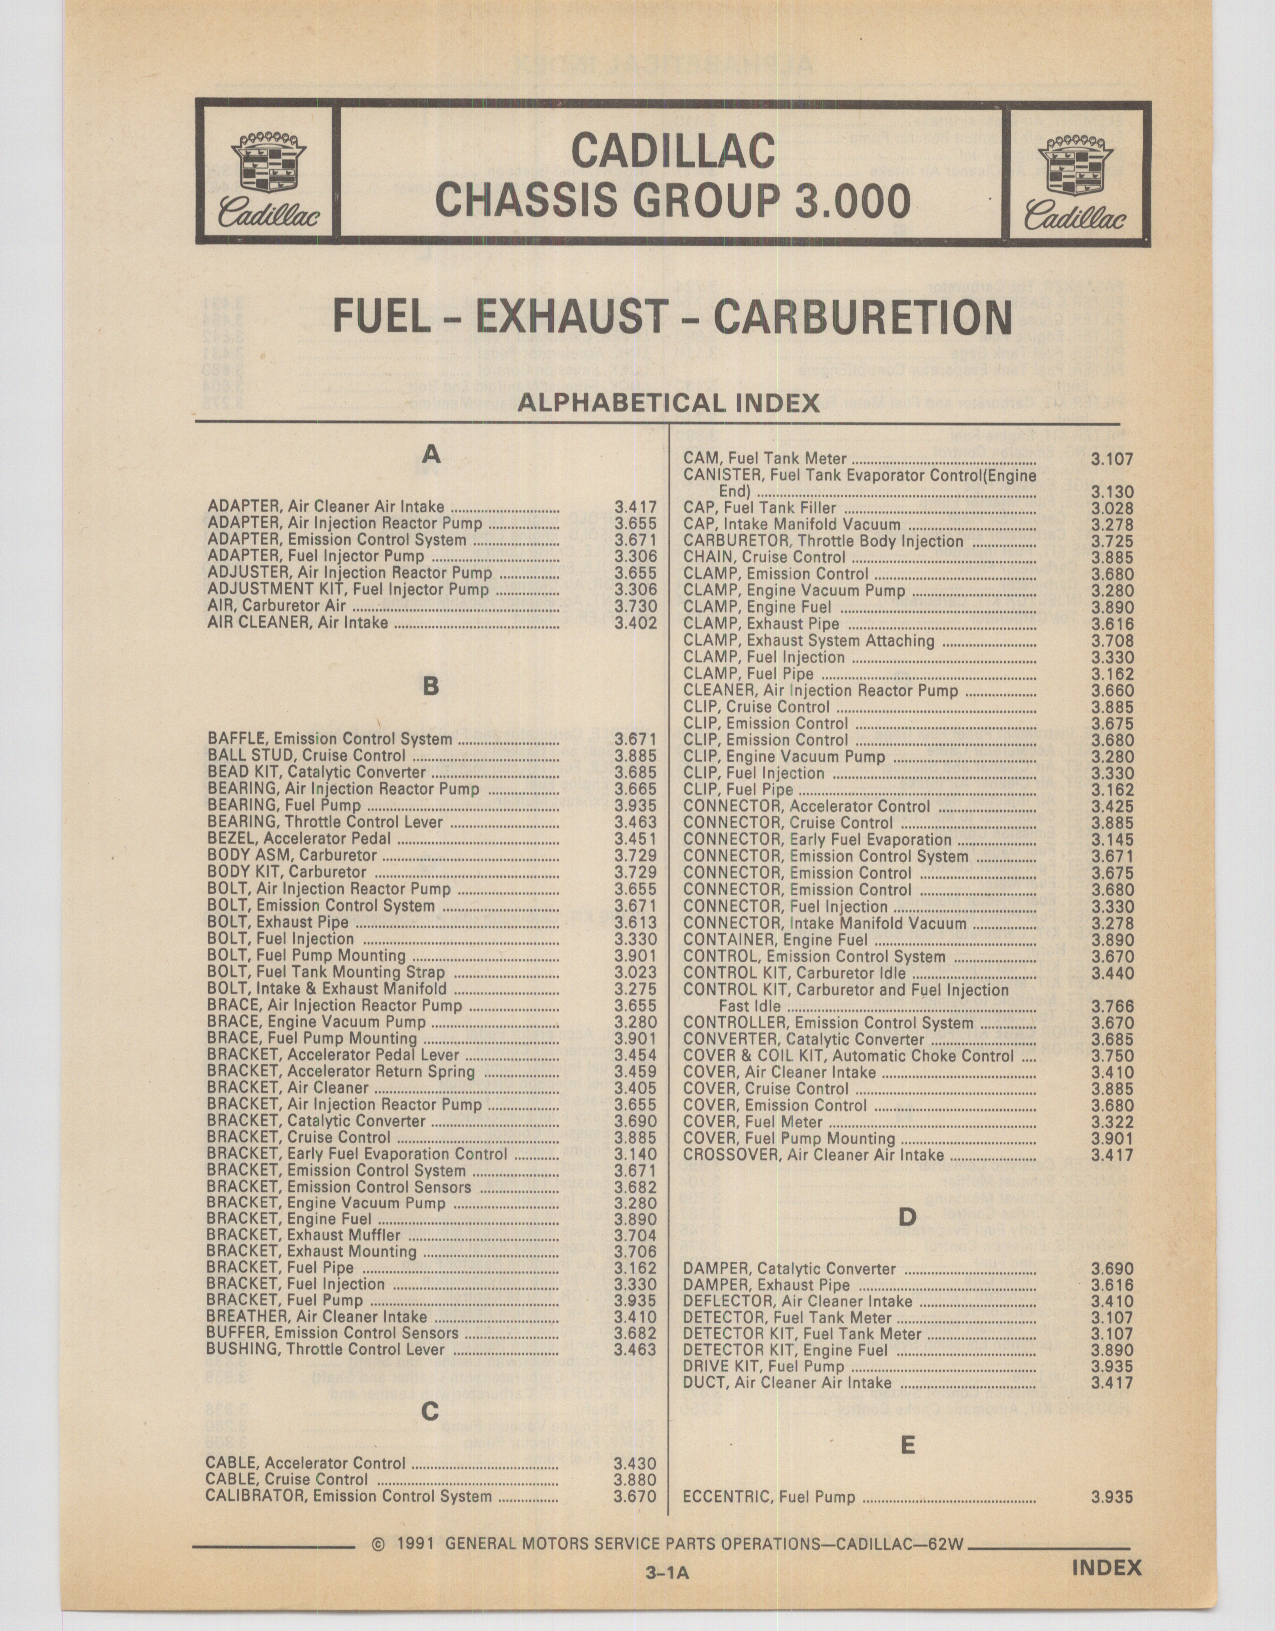 CADILLAC
CHASSIS GROUP 3.000
Cadillac
Cadillac
FUEL – EXHAUST – CARBURETION
ALPHABETICAL INDEX
A
ADAPTER, Air Cleaner Air Intake 3.417
ADAPTER, Air Injection Reactor Pump 3.655
ADAPTER, Emission Control System 3.671
ADAPTER, Fuel Injector Pump 3.306
ADJUSTER, Air Injection Reactor Pump 3.655
ADJUSTMENT KIT, Fuel Injector Pump 3.306
AIR, Carburetor Air 3.730
AIR CLEANER, Air Intake 3.402
B
BAFFLE, Emission Control System 3.671
BALL STUD, Cruise Control 3.885
BEAD KIT, Catalytic Converter 3.685
BEARING, Air Injection Reactor Pump 3.665
BEARING, Fuel Pump 3.935
BEARING, Throttle Control Lever 3.463
BEZEL, Accelerator Pedal 3.451
BODY ASM, Carburetor 3.729
BODY KIT, Carburetor 3.729
BOLT, Air Injection Reactor Pump 3.655
BOLT, Emission Control System 3.671
BOLT, Exhaust Pipe 3.613
BOLT, Fuel Injection 3.330
BOLT, Fuel Pump Mounting 3.901
BOLT, Fuel Tank Mounting Strap 3.023
BOLT, Intake & Exhaust Manifold 3.275
BRACE, Air Injection Reactor Pump 3.655
BRACE, Engine Vacuum Pump 3.280
BRACE, Fuel Pump Mounting 3.901
BRACKET, Accelerator Pedal Lever 3.454
BRACKET, Accelerator Return Spring 3.459
BRACKET, Air Cleaner 3.405
BRACKET, Air Injection Reactor Pump 3.655
BRACKET, Catalytic Converter 3.690
BRACKET, Cruise Control 3.885
BRACKET, Early Fuel Evaporation Control 3.140
BRACKET, Emission Control System 3.671
BRACKET, Emission Control Sensors 3.682
BRACKET, Engine Vacuum Pump 3.280
BRACKET, Engine Fuel 3.890
BRACKET, Exhaust Muffler 3.704
BRACKET, Exhaust Mounting 3.706
BRACKET, Fuel Pipe 3.162
BRACKET, Fuel Injection 3.330
BRACKET, Fuel Pump 3.935
BREATHER, Air Cleaner Intake 3.410
BUFFER, Emission Control Sensors 3.682
BUSHING, Throttle Control Lever 3.463
C
CABLE, Accelerator Control 3.430
CABLE, Cruise Control 3.880
CALIBRATOR, Emission Control System 3.670
CAM, Fuel Tank Meter 3.107
CANISTER, Fuel Tank Evaporator Control(Engine
End) 3.130
CAP, Fuel Tank Filler 3.028
CAP, Intake Manifold Vacuum 3.278
CARBURETOR, Throttle Body Injection 3.725
CHAIN, Cruise Control 3.885
CLAMP, Emission Control 3.680
CLAMP, Engine Vacuum Pump 3.280
CLAMP, Engine Fuel 3.890
CLAMP, Exhaust Pipe 3.616
CLAMP, Exhaust System Attaching 3.708
CLAMP, Fuel Injection 3.330
CLAMP, Fuel Pipe 3.162
CLEANER, Air Injection Reactor Pump 3.660
CLIP, Cruise Control 3.885
CLIP, Emission Control 3.675
CLIP, Emission Control 3.680
CLIP, Engine Vacuum Pump 3.280
CLIP, Fuel Injection 3.330
CLIP, Fuel Pipe 3.162
CONNECTOR, Accelerator Control 3.425
CONNECTOR, Cruise Control 3.885
CONNECTOR, Early Fuel Evaporation 3.145
CONNECTOR, Emission Control System 3.671
CONNECTOR, Emission Control 3.675
CONNECTOR, Emission Control 3.680
CONNECTOR, Fuel Injection 3.330
CONNECTOR, Intake Manifold Vacuum 3.278
CONTAINER, Engine Fuel 3.890
CONTROL, Emission Control System 3.670
CONTROL KIT, Carburetor Idle 3.440
CONTROL KIT, Carburetor and Fuel Injection
Fast Idle 3.766
CONTROLLER, Emission Control System 3.670
CONVERTER, Catalytic Converter 3.685
COVER & COIL KIT, Automatic Choke Control 3.750
COVER, Air Cleaner Intake 3.410
COVER, Cruise Control 3.885
COVER, Emission Control 3.680
COVER, Fuel Meter 3.322
COVER, Fuel Pump Mounting 3.901
CROSSOVER, Air Cleaner Air Intake 3.417
D
DAMPER, Catalytic Converter 3.690
DAMPER, Exhaust Pipe 3.616
DEFLECTOR, Air Cleaner Intake 3.410
DETECTOR, Fuel Tank Meter 3.107
DETECTOR KIT, Fuel Tank Meter 3.107
DETECTOR KIT, Engine Fuel 3.890
DRIVE KIT, Fuel Pump 3.935
DUCT, Air Cleaner Air Intake 3.417
E
ECCENTRIC, Fuel Pump 3.935
© 1991 GENERAL MOTORS SERVICE PARTS OPERATIONS—CADILLAC—62W
3–1A
INDEX